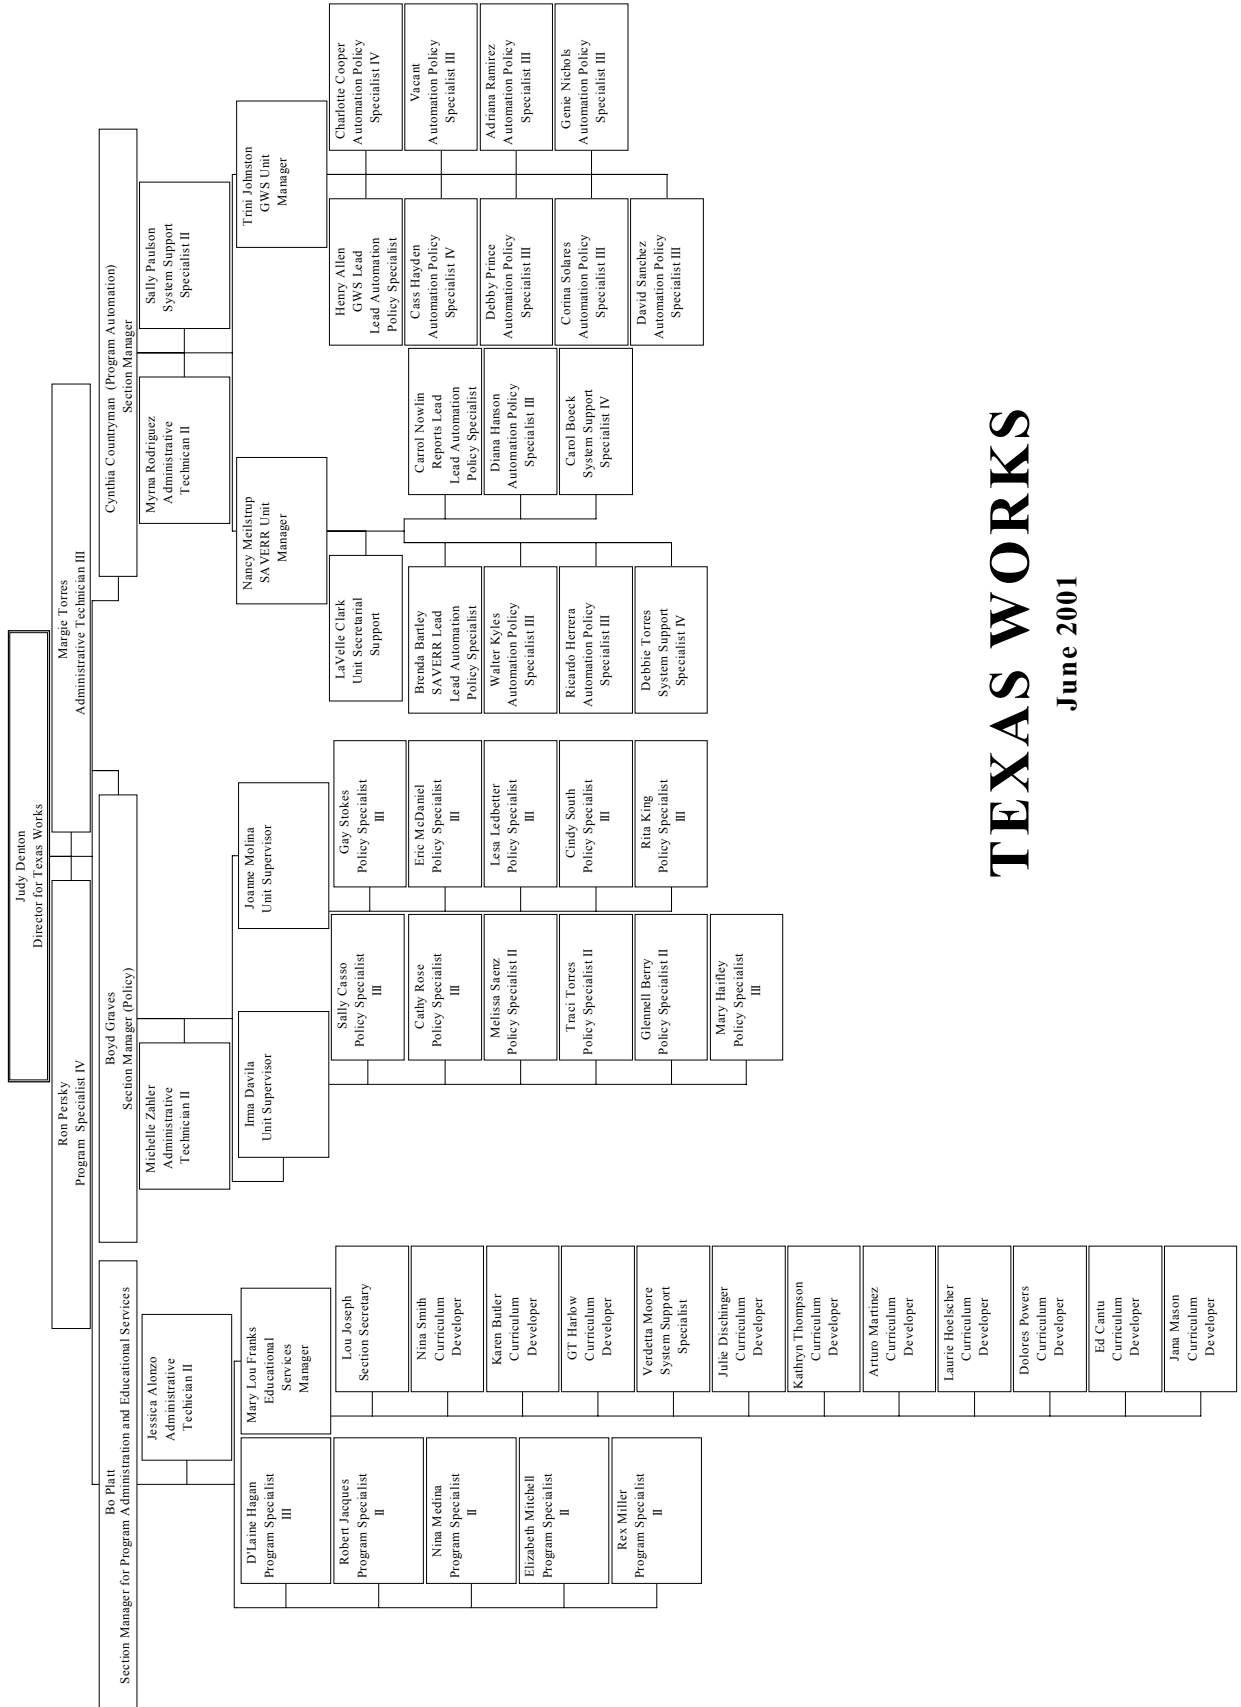 Judy Denton
Director for Texas Works
Ron Persky
Program Specialist IV
Margie Torres
Administrative Technician III
Bo Platt
Section Manager for Program Administration and Educational Services
Jessica Alonzo
Administrative
Techician II
D'Laine Hagan
Program Specialist
III
Robert Jacques
Program Specialist
II
Nina Medina
Program Specialist
II
Elizabeth Mitchell
Program Specialist
II
Rex Miller
Program Specialist
II
Mary Lou Franks
Educational
Services
Manager
Lou Joseph
Section Secretary
Nina Smith
Curriculum
Developer
Karen Butler
Curriculum
Developer
GT Harlow
Curriculum
Developer
Verdetta Moore
System Support
Specialist
Julie Dischinger
Curriculum
Developer
Kathryn Thompson
Curriculum
Developer
Arturo Martinez
Curriculum
Developer
Laurie Hoelscher
Curriculum
Developer
Dolores Powers
Curriculum
Developer
Ed Cantu
Curriculum
Developer
Jana Mason
Curriculum
Developer
Boyd Graves
Section Manager (Policy)
Michelle Zahler
Administrative
Technician II
Irma Davila
Unit Supervisor
Sally Casso
Policy Specialist
III
Cathy Rose
Policy Specialist
III
Melissa Saenz
Policy Specialist II
Traci Torres
Policy Specialist II
Glennell Berry
Policy Specialist II
Mary Haifley
Policy Specialist
III
Joanne Molina
Unit Supervisor
Gay Stokes
Policy Specialist
III
Eric McDaniel
Policy Specialist
III
Lesa Ledbetter
Policy Specialist
III
Cindy South
Policy Specialist
III
Rita King
Policy Specialist
III
Cynthia Countryman (Program Automation)
Section Manager
Myrna Rodriguez
Administrative
Technican II
Sally Paulson
System Support
Specialist II
Nancy Meilstrup
SAVERR Unit
Manager
LaVelle Clark
Unit Secretarial
Support
Brenda Bartley
SAVERR Lead
Lead Automation
Policy Specialist
Walter Kyles
Automation Policy
Specialist III
Ricardo Herrera
Automation Policy
Specialist III
Debbie Torres
System Support
Specialist IV
Carrol Nowlin
Reports Lead
Lead Automation
Policy Specialist
Diana Hanson
Automation Policy
Specialist III
Carol Boeck
System Support
Specialist IV
Trini Johnston
GWS Unit
Manager
Henry Allen
GWS Lead
Lead Automation
Policy Specialist
Cass Hayden
Automation Policy
Specialist IV
Debby Prince
Automation Policy
Specialist III
Corina Solares
Automation Policy
Specialist III
David Sanchez
Automation Policy
Specialist III
Charlotte Cooper
Automation Policy
Specialist IV
Vacant
Automation Policy
Specialist III
Adriana Ramirez
Automation Policy
Specialist III
Genie Nichols
Automation Policy
Specialist III
TEXAS WORKS
June 2001